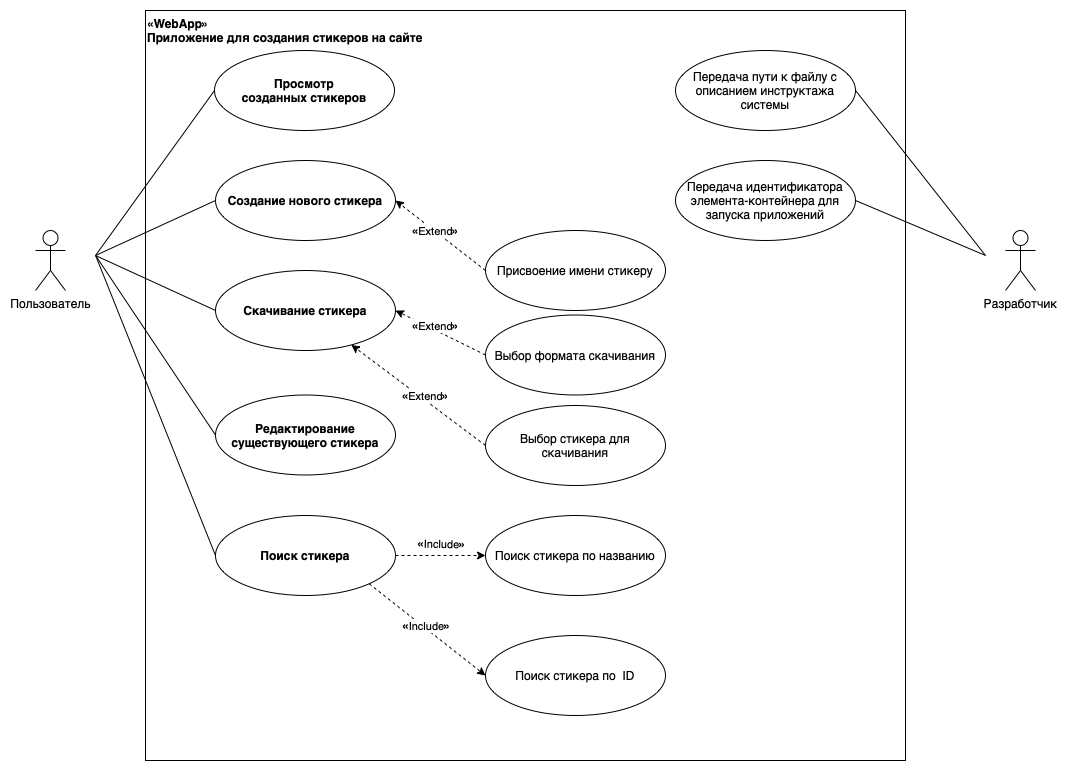 «WebApp»
Приложение для создания стикеров на сайте
Просмотр
созданных стикеров
Передача пути к файлу с
описанием инструктажа
системы
Создание нового стикера
Передача идентификатора
элемента-контейнера для
запуска приложений
«Extend»
Присвоение имени стикеру
Пользователь
Разработчик
Скачивание стикера
«Extend»
Выбор формата скачивания
«Extend»
Редактирование
существующего стикера
Выбор стикера для
скачивания
Поиск стикера
«Include»
Поиск стикера по названию
«Include»
Поиск стикера по  ID